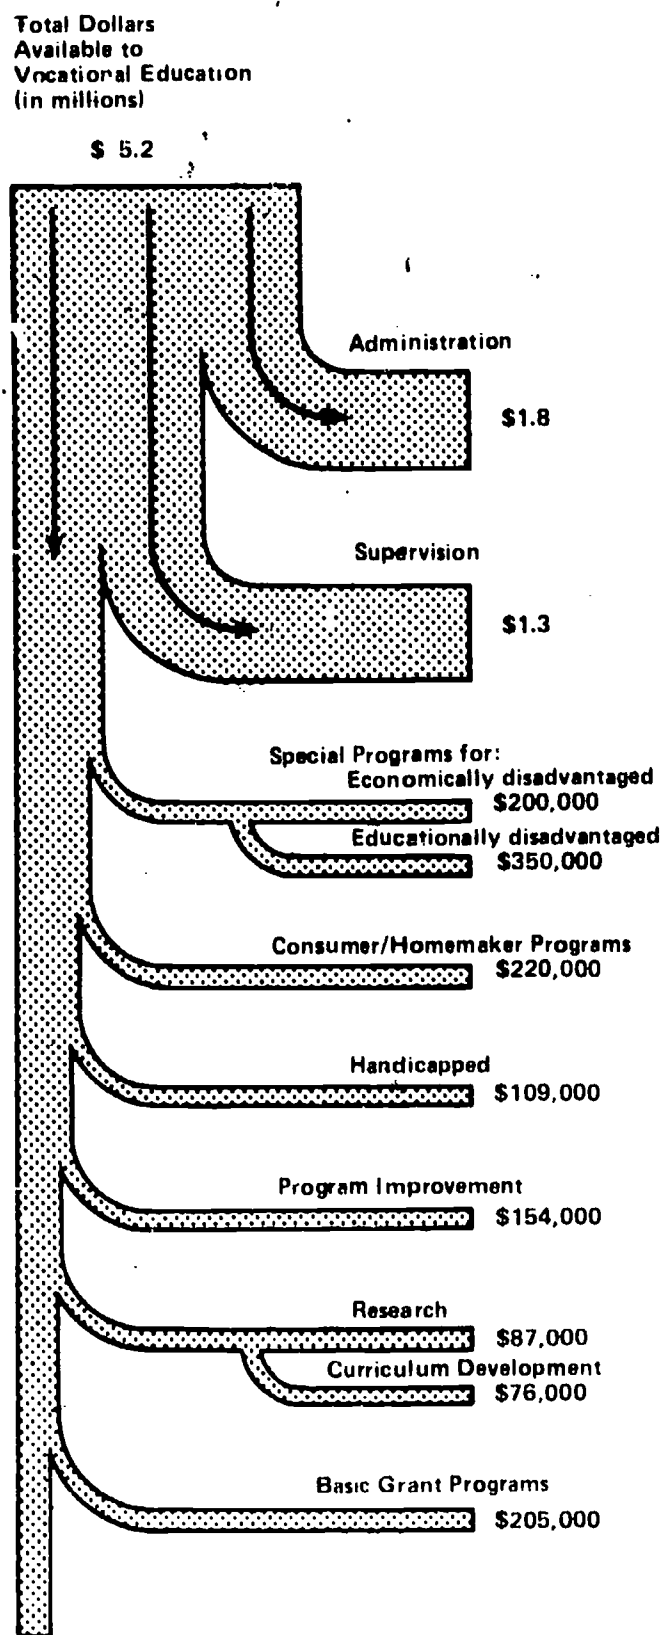 Total Dollars
Available to
Vocational Education
(in millions)
$ 5.2
Administration
$1.8
Supervision
$1.3
Special Programs for:
Economically disadvantaged
$200,000
Educationally disadvantaged
$350,000
Consumer/Homemaker Programs
$220,000
Handicapped
$109,000
Program Improvement
$154,000
Research
$87,000
Curriculum Development
$76,000
Basic Grant Programs
$205,000